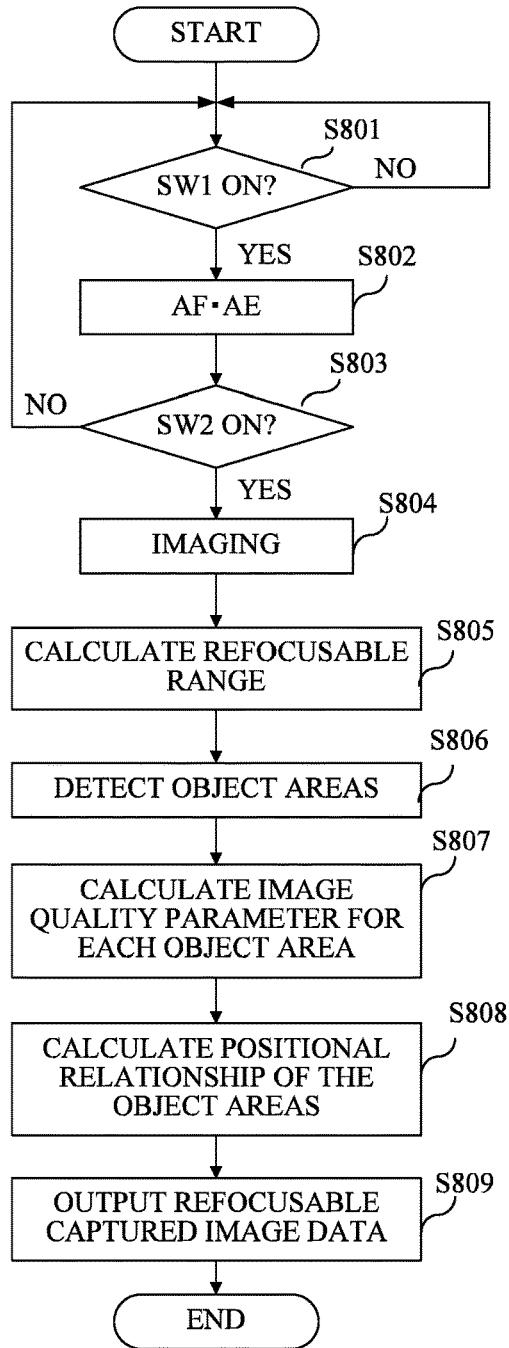 START
S801
SW1 ON?
NO
YES
S802
AF·AE
S803
NO
SW2 ON?
YES
S804
IMAGING
S805
CALCULATE REFOCUSABLE
RANGE
S806
DETECT OBJECT AREAS
S807
CALCULATE IMAGE
QUALITY PARAMETER FOR
EACH OBJECT AREA
S808
CALCULATE POSITIONAL
RELATIONSHIP OF THE
OBJECT AREAS
S809
OUTPUT REFOCUSABLE
CAPTURED IMAGE DATA
END